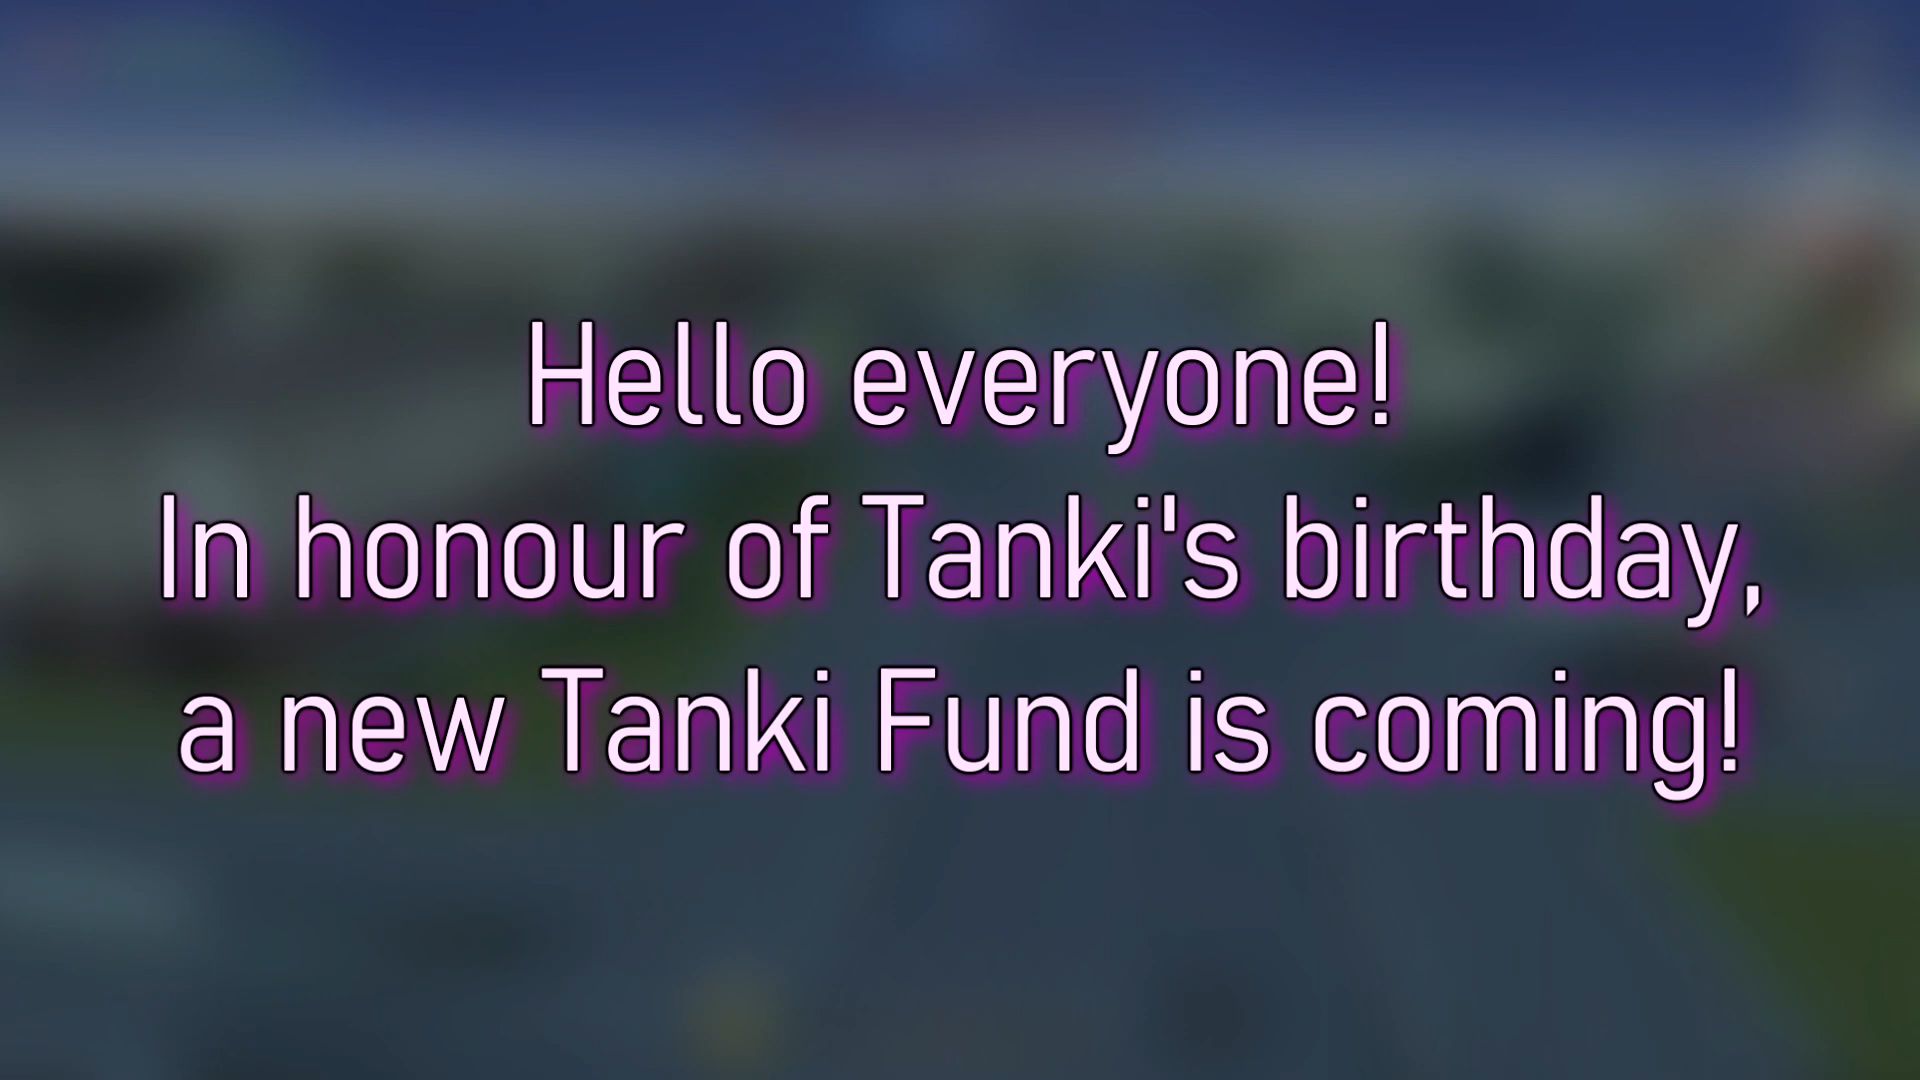 Hello everyone!
In honour of Tanki's birthday,
a new Tanki Fund is coming!